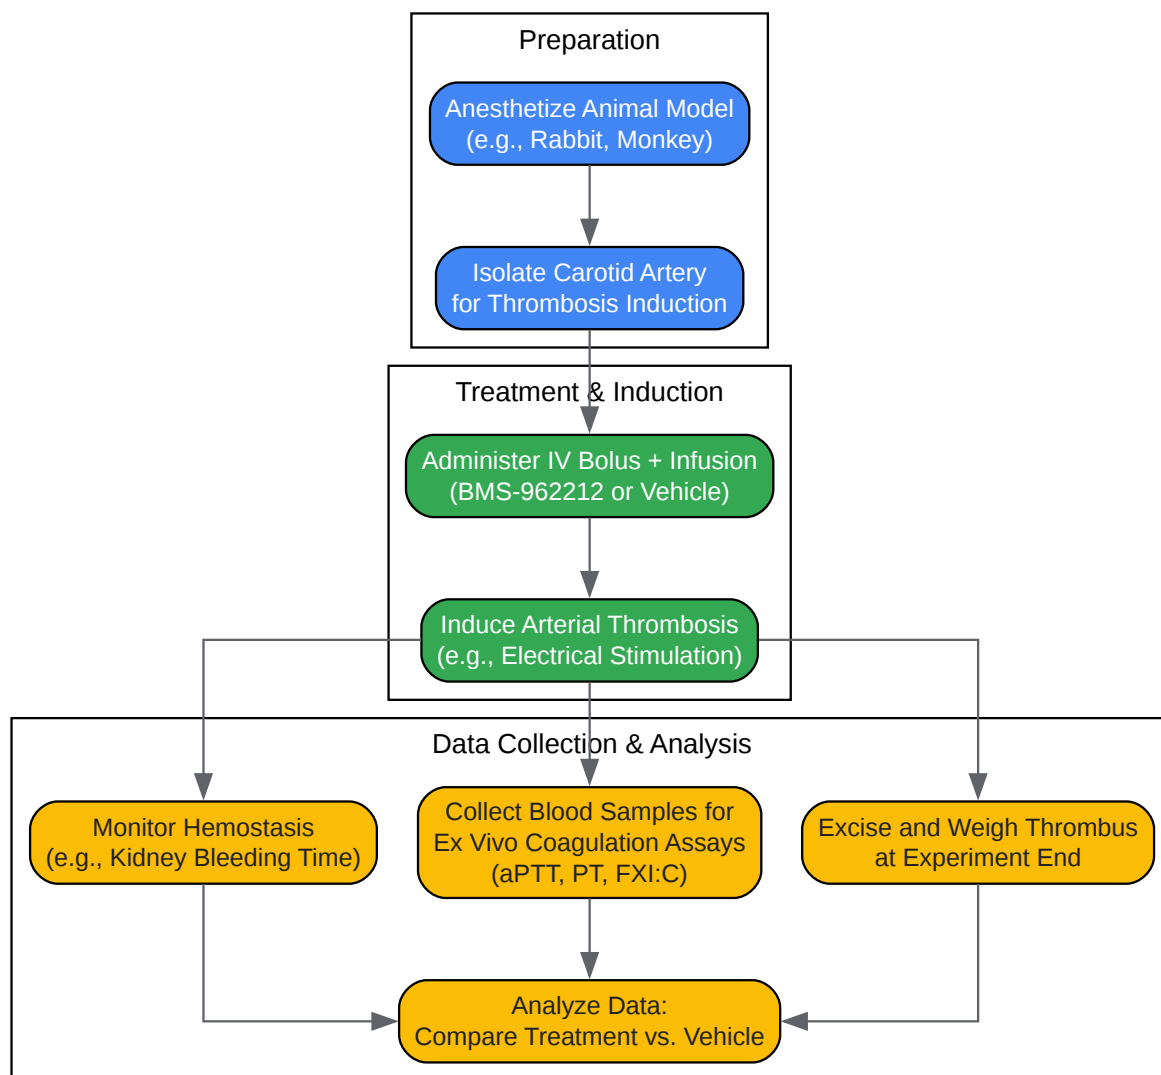 Preparation
Anesthetize Animal Model
(e.g., Rabbit, Monkey)
Isolate Carotid Artery
for Thrombosis Induction
Treatment & Induction
Administer IV Bolus + Infusion
(BMS-962212 or Vehicle)
Induce Arterial Thrombosis
(e.g., Electrical Stimulation)
Data Collection & Analysis
Monitor Hemostasis
(e.g., Kidney Bleeding Time)
Collect Blood Samples for
Ex Vivo Coagulation Assays
(aPTT, PT, FXI:C)
Excise and Weigh Thrombus
at Experiment End
Analyze Data:
Compare Treatment vs. Vehicle